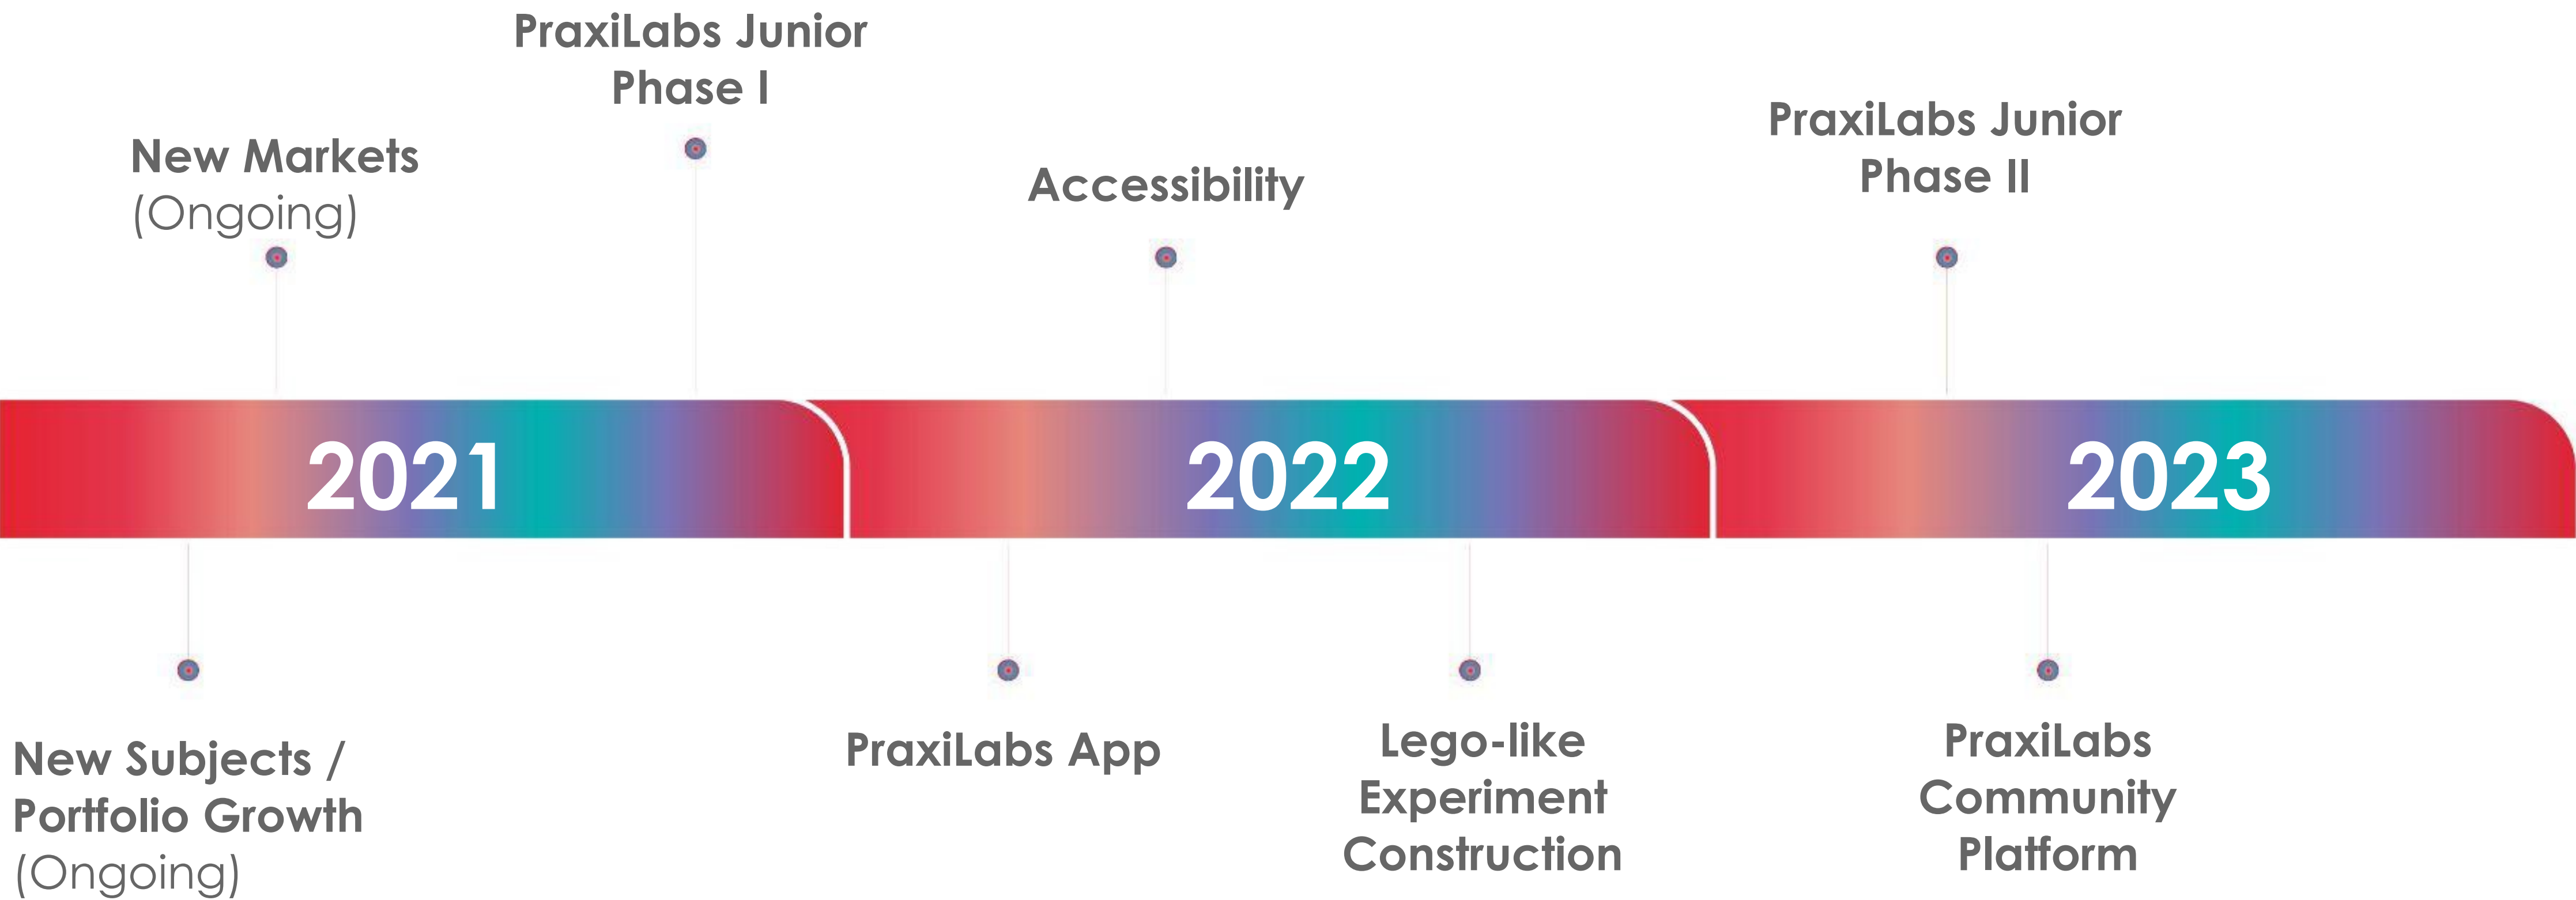 PraxiLabs Junior
Phase I
New Markets
(Ongoing)
Accessibility
PraxiLabs Junior
Phase II
2021
2022
2023
New Subjects /
Portfolio Growth
(Ongoing)
PraxiLabs App
Lego-like
Experiment
Construction
PraxiLabs
Community
Platform